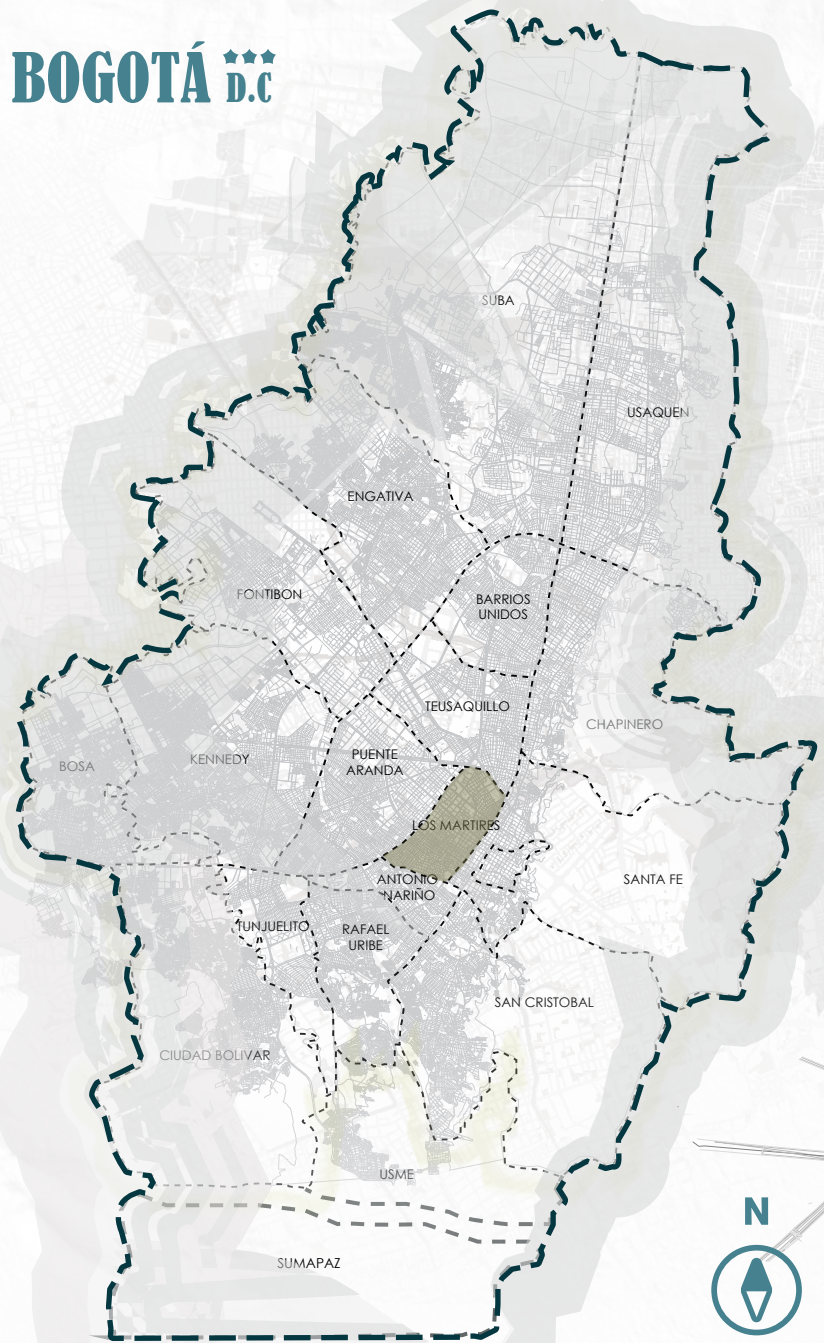 BOGOTÁ D.C
SUBA
USAQUEN
ENGATIVA
FONTIBON
BARRIOS
UNIDOS
TEUSAQUILLO
CHAPINERO
PUENTE
ARANDA
KENNEDY
BOSA
LOS MARTIRES
SANTA FE
ANTONIO
NARIÑO
TUNJUELITO
RAFAEL
URIBE
SAN CRISTOBAL
CIUDAD BOLIVAR
USME
N
SUMAPAZ